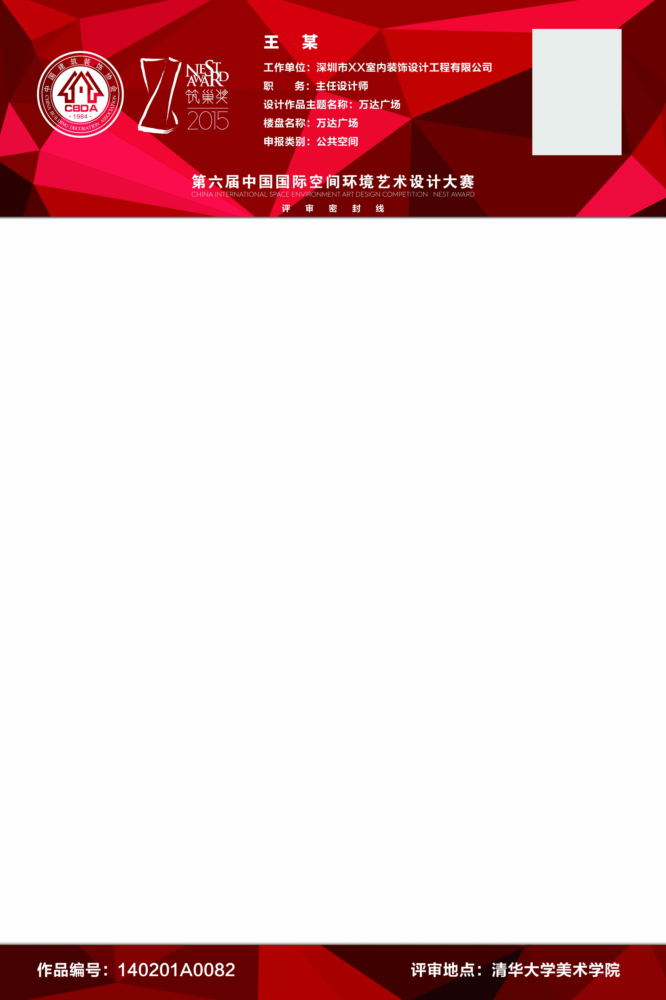 中国建筑装饰协会
CBDA
·1984·
CHINA BUILDING DECORATION ASSOCIATION
NEST
AWARD
筑巢奖
2015
王 某
工作单位：深圳市XX室内装饰设计工程有限公司
职 务：主任设计师
设计作品主题名称：万达广场
楼盘名称：万达广场
申报类别：公共空间
第六届中国国际空间环境艺术设计大赛
CHINA INTERNATIONAL SPACE ENVIRONMENT ART DESIGN COMPETITION . NEST AWARD
评 审 密 封 线
作品编号：140201A0082
评审地点：清华大学美术学院